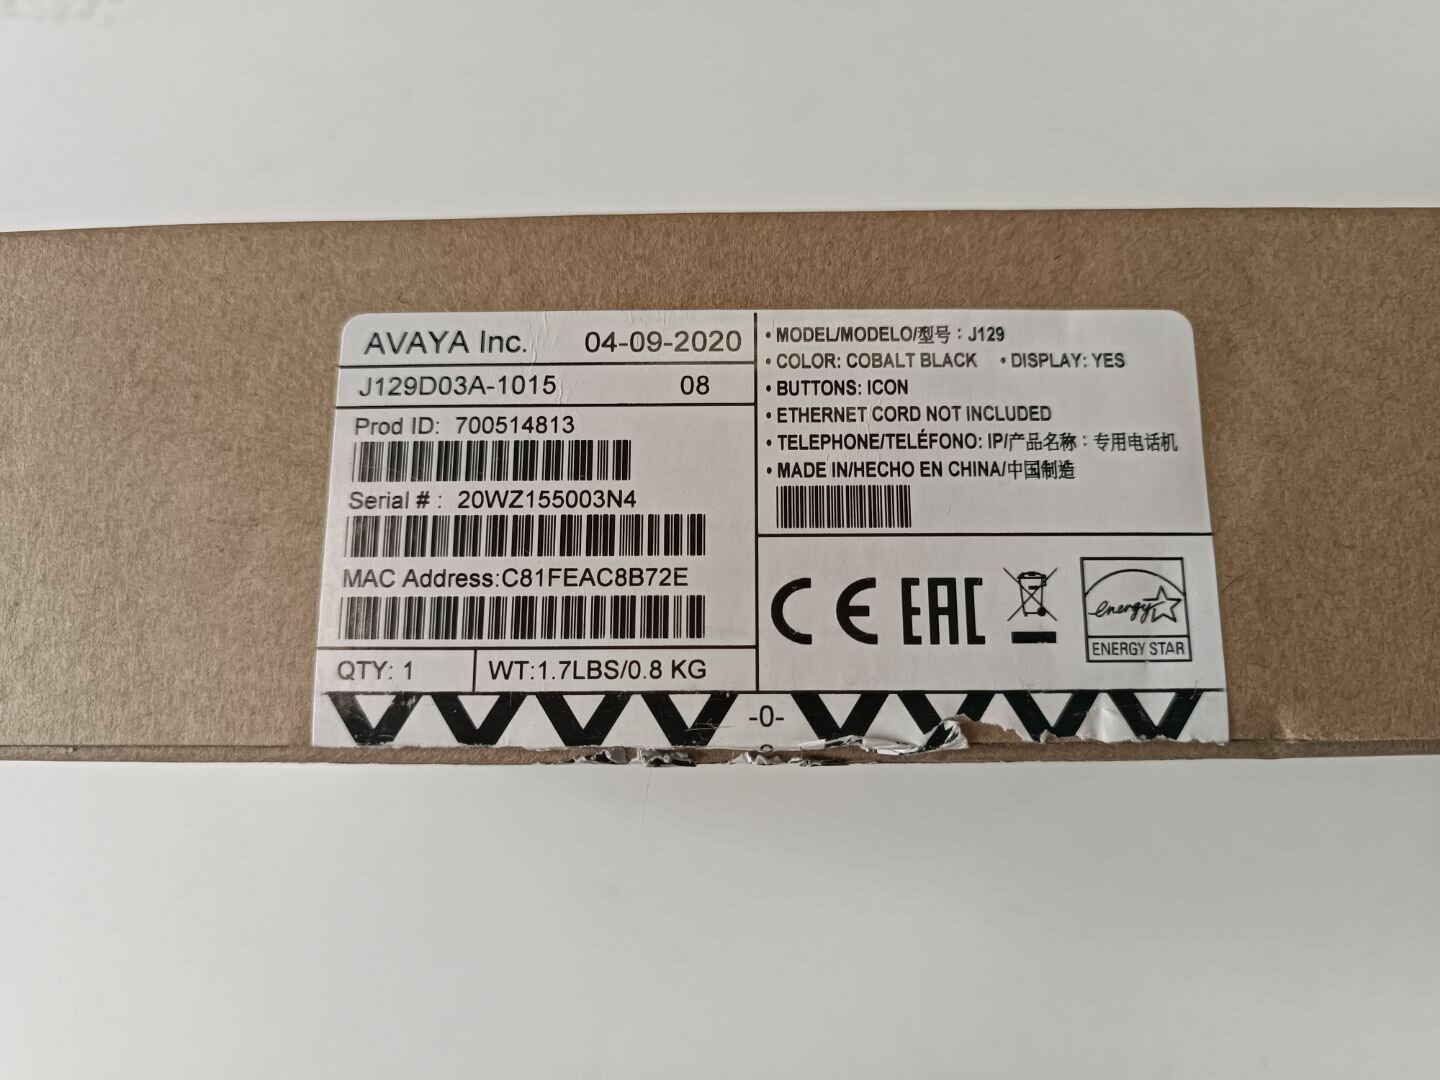 AVAYA Inc. 04-09-2020
J129D03A-1015 08
Prod ID: 700514813
Serial # : 20WZ155003N4
MAC Address:C81FEAC8B72E
QTY: 1 WT:1.7LBS/0.8 KG
• MODEL/MODELO/型号：J129
• COLOR: COBALT BLACK • DISPLAY: YES
• BUTTONS: ICON
• ETHERNET CORD NOT INCLUDED
• TELEPHONE/TELÉFONO: IP/产品名称：专用电话机
• MADE IN/HECHO EN CHINA/中国制造
CE EAC energy
ENERGY STAR
-0-